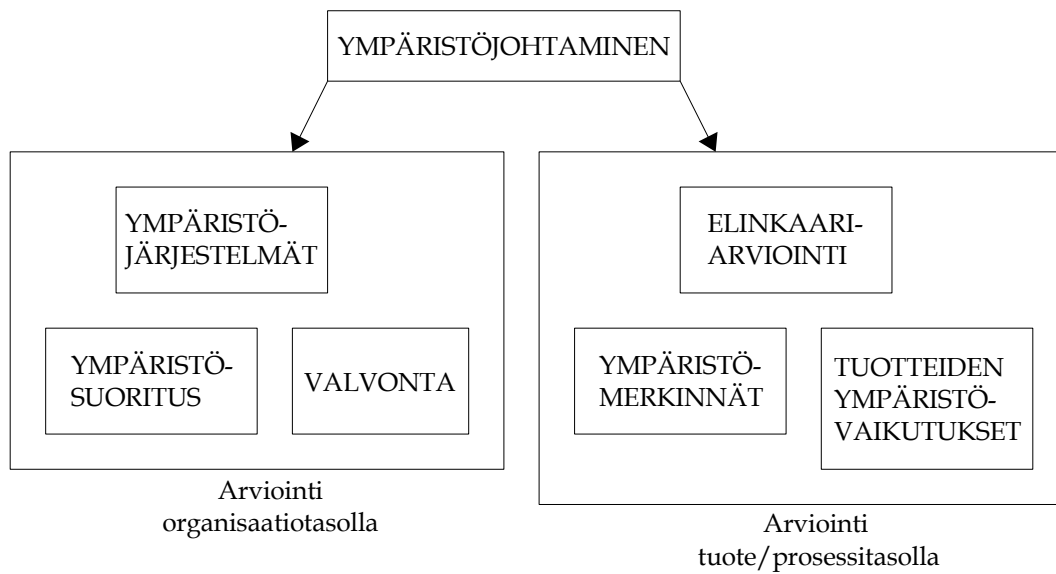 YMPÄRISTÖJOHTAMINEN
YMPÄRISTÖ-
JÄRJESTELMÄT
YMPÄRISTÖ-
SUORITUS
VALVONTA
Arviointi
organisaatiotasolla
ELINKAARI-
ARVIOINTI
YMPÄRISTÖ-
MERKINNÄT
TUOTTEIDEN
YMPÄRISTÖ-
VAIKUTUKSET
Arviointi
tuote/prosessitasolla